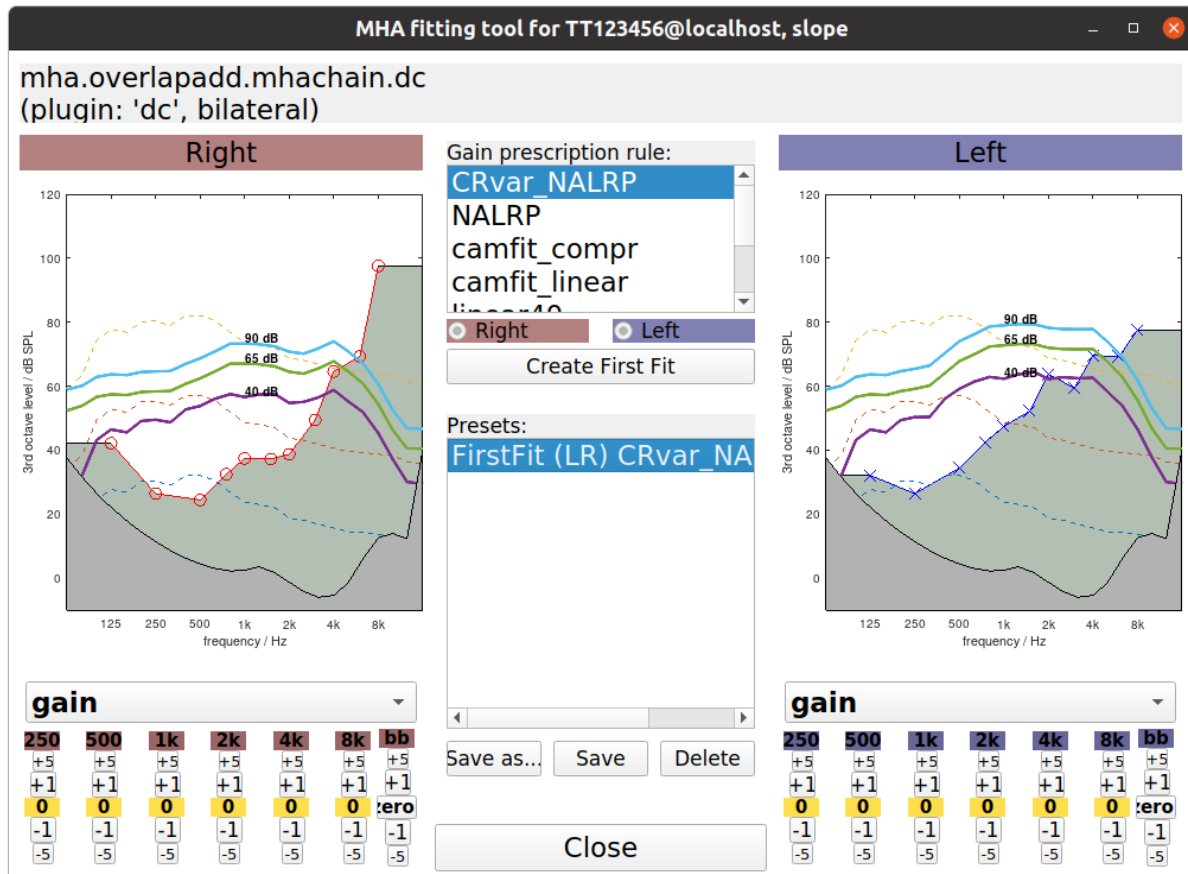 MHA fitting tool for TT123456@localhost, slope
mha.overlapadd.mhachain.dc
(plugin: 'dc', bilateral)
Right
120
100
80
60
40
20
0
3rd octave level / dB SPL
90 dB
65 dB
40 dB
125 250 500 1k 2k 4k 8k
frequency / Hz
gain
250 500 1k 2k 4k 8k bb
+5 +5 +5 +5 +5 +5 +5
+1 +1 +1 +1 +1 +1 +1
0 0 0 0 0 0 zero
-1 -1 -1 -1 -1 -1 -1
-5 -5 -5 -5 -5 -5 -5
Gain prescription rule:
CRvar_NALRP
NALRP
camfit_compr
camfit_linear
linear40
Right Left
Create First Fit
Presets:
FirstFit (LR) CRvar_NA
Save as... Save Delete
Close
Left
120
100
80
60
40
20
0
3rd octave level / dB SPL
90 dB
65 dB
40 dB
125 250 500 1k 2k 4k 8k
frequency / Hz
gain
250 500 1k 2k 4k 8k bb
+5 +5 +5 +5 +5 +5 +5
+1 +1 +1 +1 +1 +1 +1
0 0 0 0 0 0 zero
-1 -1 -1 -1 -1 -1 -1
-5 -5 -5 -5 -5 -5 -5